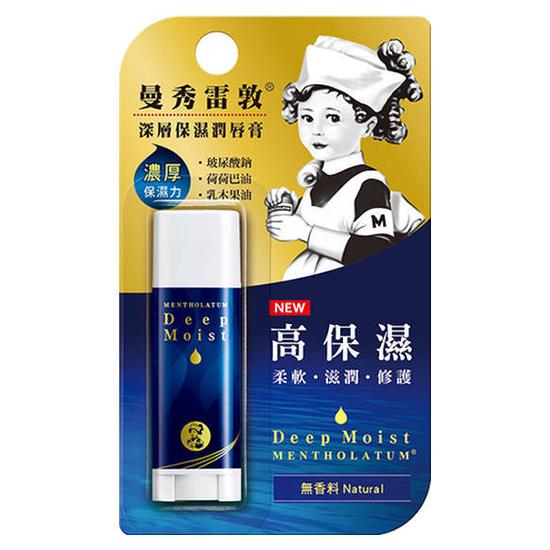 曼秀雷敦®
深層保濕潤唇膏
濃厚
保濕力
・玻尿酸鈉
・荷荷巴油
・乳木果油
M
MENTHOLATUM
Deep
Moist
NEW
高保濕
柔軟・滋潤・修護
Deep Moist
MENTHOLATUM®
無香料 Natural